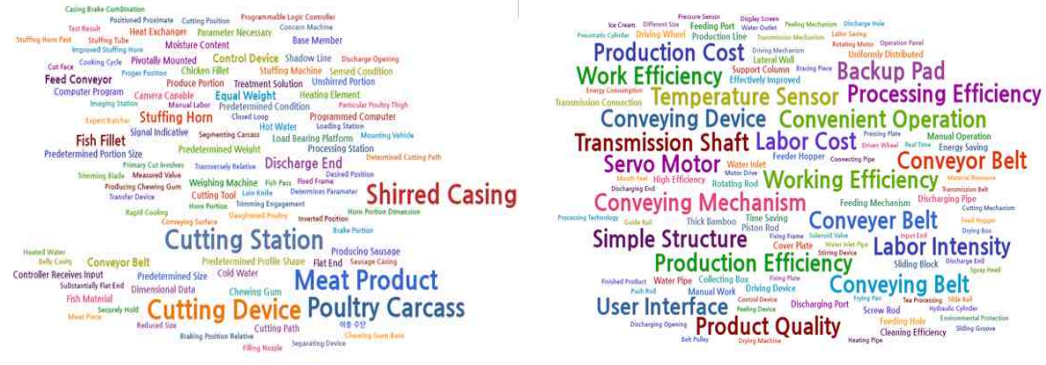 Casing Brake Combination
Positioned Proximate Cutting Position Programmable Logic Controller
Test Result Heat Exchanger Parameter Necessary Concern Machine
Stuffing Horn Past Stuffing Tube Base Member
Improved Stuffing Horn Moisture Content
Cut Face Cooking Cycle Pivotally Mounted Control Device Shadow Line Discharge Opening
Proper Position Chicken Fillet Stuffing Machine Sensed Condition
Feed Conveyor Produce Portion Treatment Solution Unshirred Portion
Computer Program Camera Capable Equal Weight Heating Element
Imaging Station Manual Labor Predetermined Condition Particular Poultry Thigh
Expert Butcher Stuffing Horn Closed Loop Programmed Computer
Signal Indicative Hot Water Loading Station
Fish Fillet Segmenting Carcass Load Bearing Platform Mounting Vehicle
Predetermined Portion Size Predetermined Weight Processing Station
Primary Cut Involves Transversely Relative Discharge End Determined Cutting Path
Trimming Blade Measured Value Desired Position
Producing Chewing Gum Weighing Machine Fish Pass Fixed Frame
Transfer Device Cutting Tool Loin Knife Determines Parameter Shirred Casing
Rapid Cooling Horn Portion Trimming Engagement Horn Portion Dimension
Conveying Surface Slaughtered Poultry Inverted Position
Brake Portion
Cutting Station
Heated Water Producing Sausage
Belly Cavity Conveyor Belt Predetermined Profile Shape Flat End Sausage Casing
Controller Receives Input Predetermined Size Cold Water Meat Product
Substantially Flat End Dimensional Data
Fish Material Chewing Gum
Securely Hold Cutting Device Poultry Carcass
Meat Piece
Reduced Size Cutting Path 이송 수단
Braking Position Relative Chewing Gum Base
Filling Nozzle Separating Device
Ice Cream Different Size Pressure Sensor Display Screen
Feeding Port Water Outlet Peeling Mechanism Discharge Hole
Pneumatic Cylinder Driving Wheel Production Line Transmission Mechanism Labor Saving
Production Cost Driving Mechanism Rotating Motor Operation Panel
Lateral Wall Uniformly Distributed
Work Efficiency Support Column Bracing Piece Backup Pad
Effectively Improved
Energy Consumption Temperature Sensor Processing Efficiency
Transmission Connection
Conveying Device Convenient Operation
Transmission Shaft Labor Cost Pressing Plate Manual Operation
Driven Wheel Real Time Energy Saving
Servo Motor Water Inlet Feeder Hopper Connecting Pipe Conveyor Belt
Motor Drive
Mouth Feel High Efficiency Rotating Rod Working Efficiency Material Resource
Discharging End Transmission Belt
Conveying Mechanism Feeding Mechanism Discharging Pipe
Cutting Mechanism
Processing Technology Guide Rail Thick Bamboo Time Saving Conveyer Belt Feed Hopper
Piston Rod Drying Box
Simple Structure Fixing Frame Solenoid Valve Input End Labor Intensity
Cover Plate Water Inlet Pipe
Stirring Device
Production Efficiency Sliding Block Discharge End
Spray Head
Finished Product Water Pipe Collecting Box Fixing Plate Conveying Belt
Push Rod Manual Work Driving Device Frying Pan Tea Processing Slide Rail
User Interface Control Device Discharging Port Screw Rod Hydraulic Cylinder
Peeling Device Environmental Protection
Discharging Opening Product Quality Feeding Hole Sliding Groove
Cleaning Efficiency
Belt Pulley Drying Machine Heating Pipe